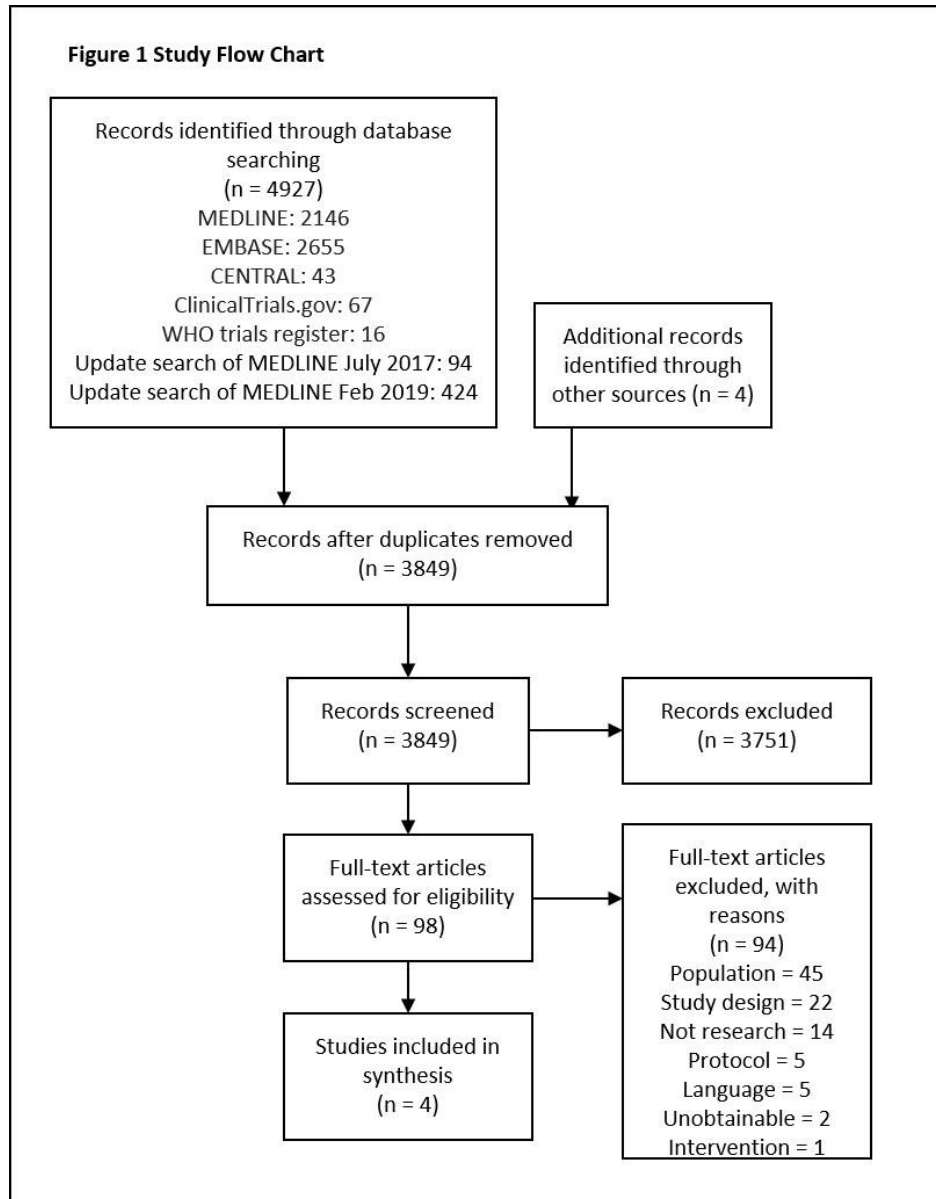 Figure 1 Study Flow Chart
Records identified through database
searching
(n = 4927)
MEDLINE: 2146
EMBASE: 2655
CENTRAL: 43
ClinicalTrials.gov: 67
WHO trials register: 16
Update search of MEDLINE July 2017: 94
Update search of MEDLINE Feb 2019: 424
Additional records
identified through
other sources (n = 4)
Records after duplicates removed
(n = 3849)
Records screened
(n = 3849)
Records excluded
(n = 3751)
Full-text articles
assessed for eligibility
(n = 98)
Full-text articles
excluded, with
reasons
(n = 94)
Population = 45
Study design = 22
Not research = 14
Protocol = 5
Language = 5
Unobtainable = 2
Intervention = 1
Studies included in
synthesis
(n = 4)